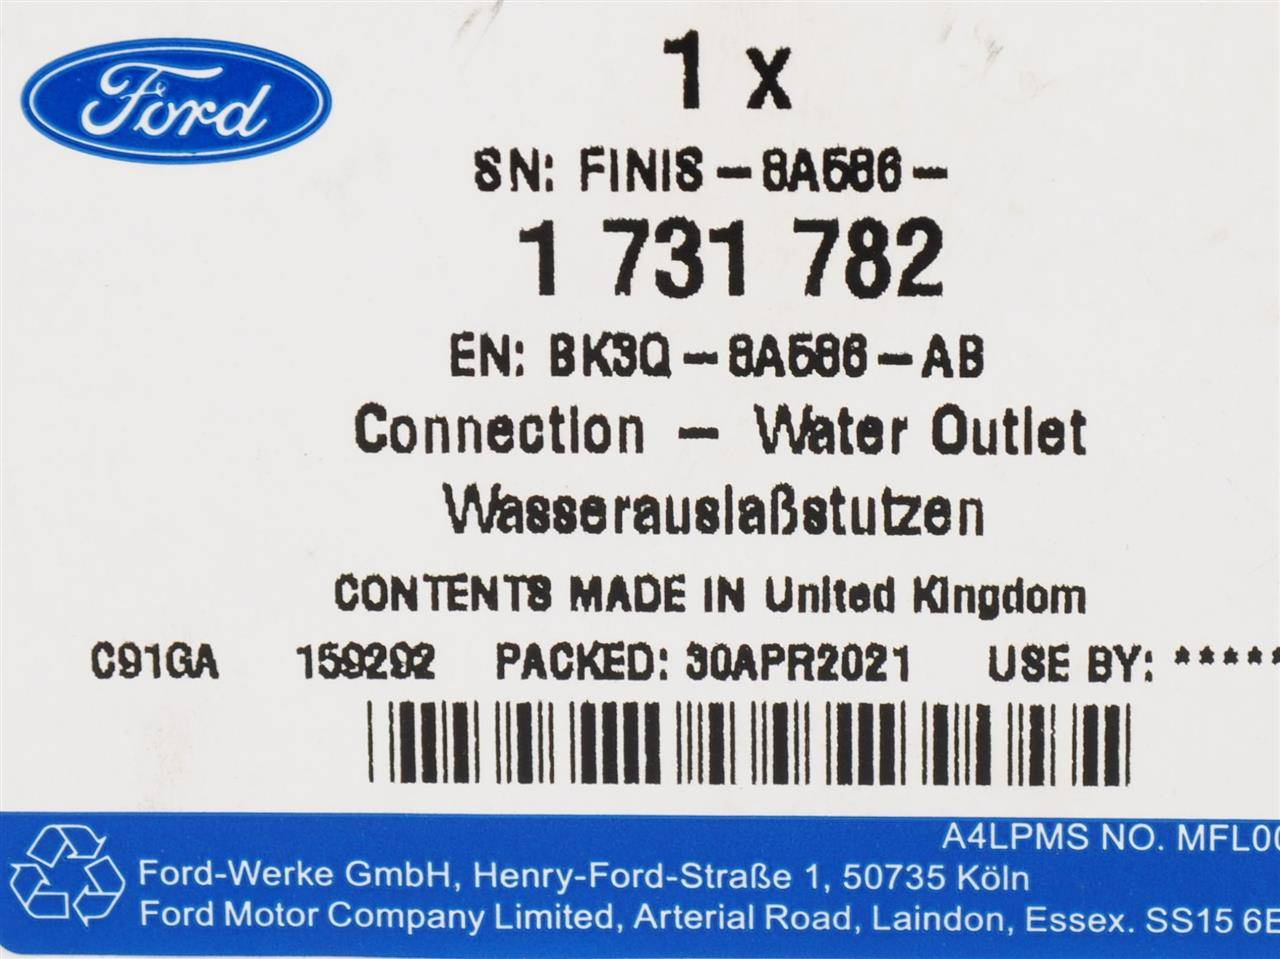 Ford
1 x
SN: FINIS-8A586-
1 731 782
EN: BK3Q-8A586-AB
Connection - Water Outlet
Wasserauslaßstutzen
CONTENTS MADE IN United Kingdom
C91GA 159292 PACKED: 30APR2021 USE BY: *****
A4LPMS NO. MFL00
Ford-Werke GmbH, Henry-Ford-Straße 1, 50735 Köln
Ford Motor Company Limited, Arterial Road, Laindon, Essex. SS15 6E